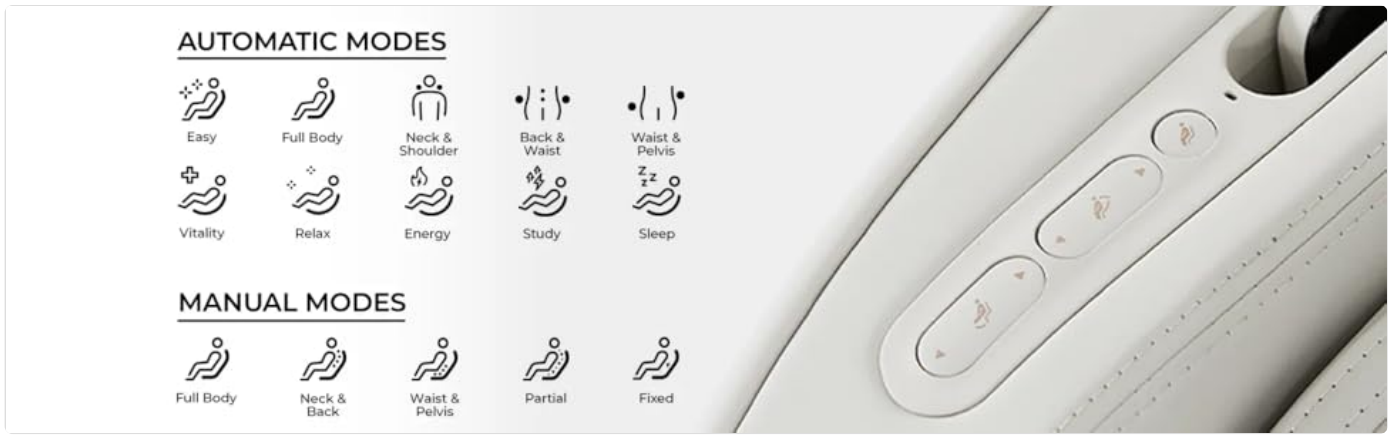 AUTOMATIC MODES
Easy
Full Body
Neck &
Shoulder
Back &
Waist
Waist &
Pelvis
Vitality
Relax
Energy
Study
Sleep
MANUAL MODES
Full Body
Neck &
Back
Waist &
Pelvis
Partial
Fixed